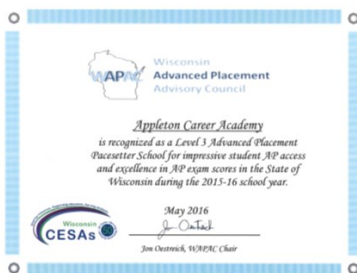 WAPAC
Wisconsin
Advanced Placement
Advisory Council
Appleton Career Academy
is recognized as a Level 3 Advanced Placement
Pacesetter School for impressive student AP access
and excellence in AP exam scores in the State of
Wisconsin during the 2015-16 school year.
May 2016
Wisconsin
CESAs
Jon Oestreich, WAPAC Chair